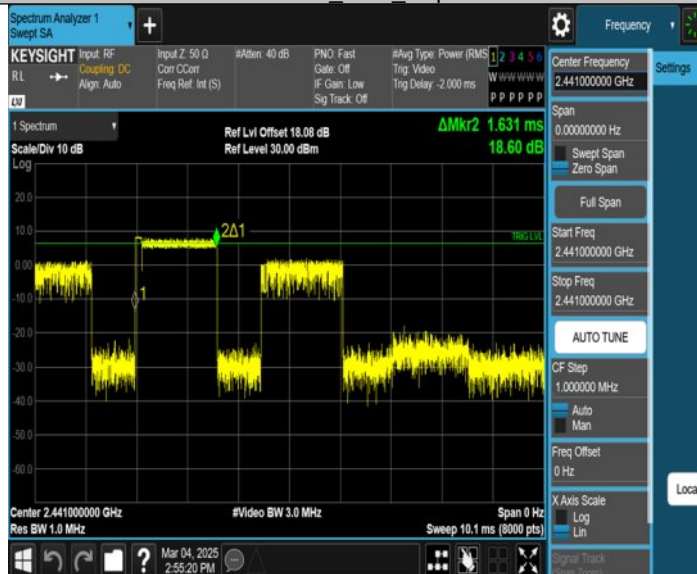 Spectrum Analyzer 1
Swept SA
+
Frequency
KEYSIGHT
RL
LXI
Input: RF
Coupling: DC
Align: Auto
Input Z: 50 Ω
Corr CCorr
Freq Ref: Int (S)
#Atten: 40 dB
PNO: Fast
Gate: Off
IF Gain: Low
Sig Track: Off
#Avg Type: Power (RMS
Trig: Video
Trig Delay: -2.000 ms
1 2 3 4 5 6
W W W W W W
P P P P P P
1 Spectrum
Scale/Div 10 dB
Log
Ref Lvl Offset 18.08 dB
Ref Level 30.00 dBm
ΔMkr2 1.631 ms
18.60 dB
20.0
10.0
0.00
-10.0
-20.0
-30.0
-40.0
-50.0
-60.0
2Δ1
1
TRIG LVL
Center 2.441000000 GHz
Res BW 1.0 MHz
#Video BW 3.0 MHz
Span 0 Hz
Sweep 10.1 ms (8000 pts)
Center Frequency
2.441000000 GHz
Settings
Span
0.00000000 Hz
Swept Span
Zero Span
Full Span
Start Freq
2.441000000 GHz
Stop Freq
2.441000000 GHz
AUTO TUNE
CF Step
1.000000 MHz
Auto
Man
Freq Offset
0 Hz
X Axis Scale
Log
Lin
Loca
Signal Track
(Span Zoom)
?
Mar 04, 2025
2:55:20 PM